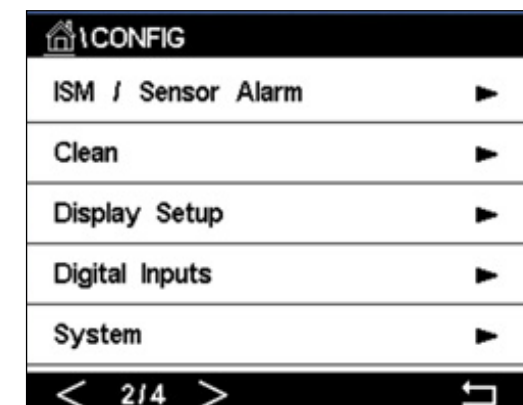 \CONFIG
ISM / Sensor Alarm
Clean
Display Setup
Digital Inputs
System
< 2/4 >